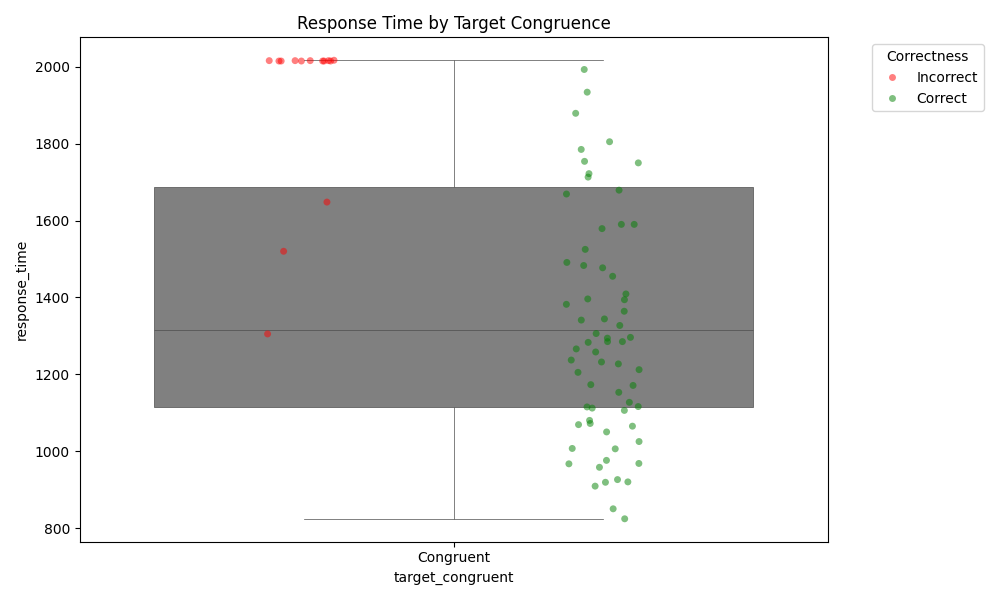 Response Time by Target Congruence
Correctness
Incorrect
Correct
response_time
2000
1800
1600
1400
1200
1000
800
Congruent
target_congruent